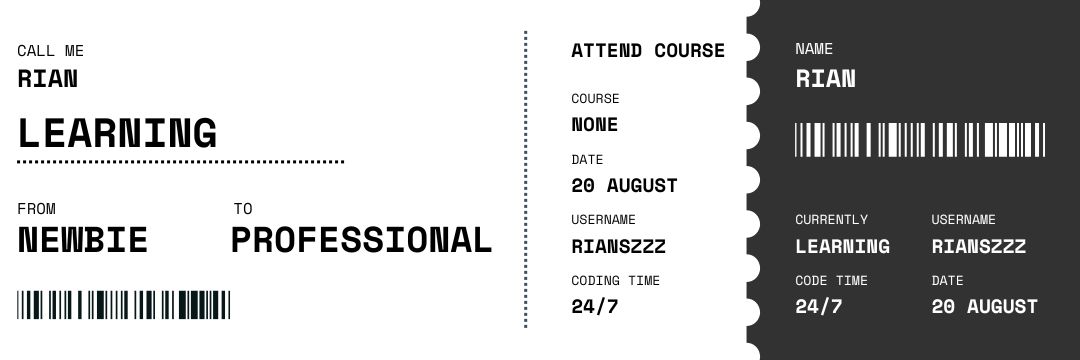 CALL ME
RIAN
LEARNING
FROM
NEWBIE
TO
PROFESSIONAL
ATTEND COURSE
COURSE
NONE
DATE
20 AUGUST
USERNAME
RIANSZZZ
CODING TIME
24/7
NAME
RIAN
CURRENTLY
LEARNING
USERNAME
RIANSZZZ
CODE TIME
24/7
DATE
20 AUGUST